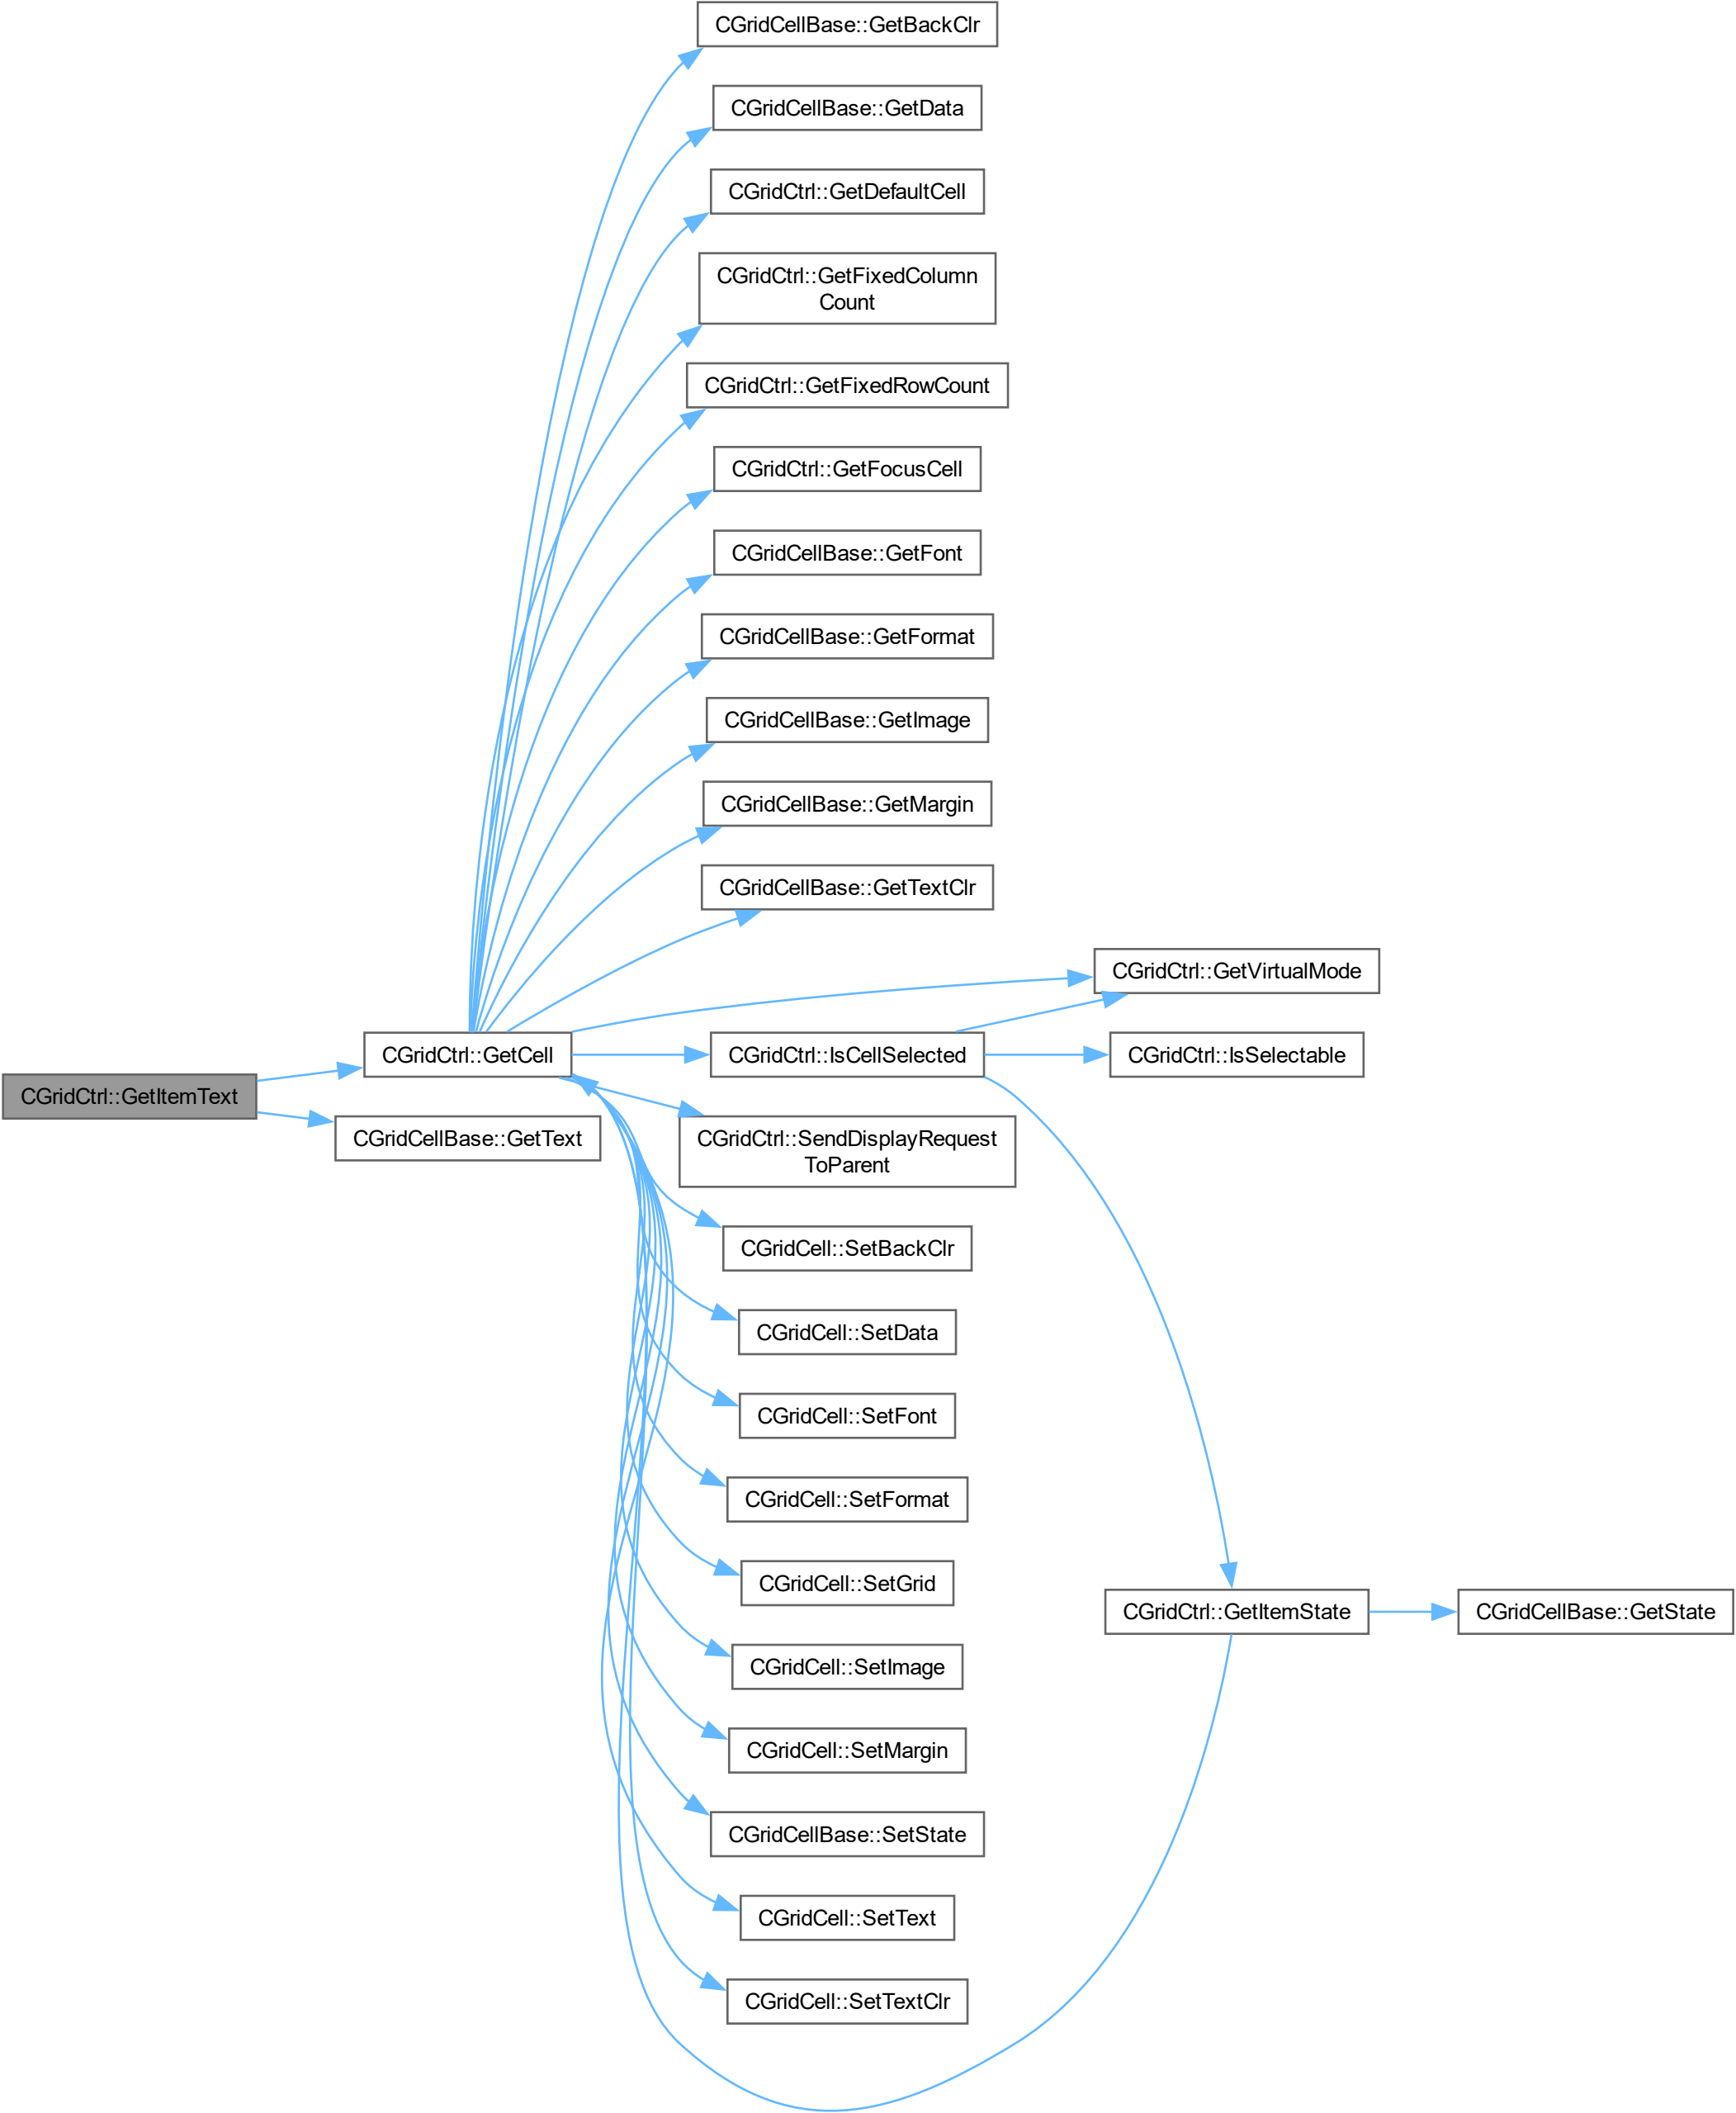 CGridCellBase::GetBackClr
CGridCellBase::GetData
CGridCtrl::GetDefaultCell
CGridCtrl::GetFixedColumn
Count
CGridCtrl::GetFixedRowCount
CGridCtrl::GetFocusCell
CGridCellBase::GetFont
CGridCellBase::GetFormat
CGridCellBase::GetImage
CGridCellBase::GetMargin
CGridCellBase::GetTextClr
CGridCtrl::GetVirtualMode
CGridCtrl::GetCell
CGridCtrl::IsCellSelected
CGridCtrl::IsSelectable
CGridCtrl::GetItemText
CGridCellBase::GetText
CGridCtrl::SendDisplayRequest
ToParent
CGridCell::SetBackClr
CGridCell::SetData
CGridCell::SetFont
CGridCell::SetFormat
CGridCell::SetGrid
CGridCtrl::GetItemState
CGridCellBase::GetState
CGridCell::SetImage
CGridCell::SetMargin
CGridCellBase::SetState
CGridCell::SetText
CGridCell::SetTextClr